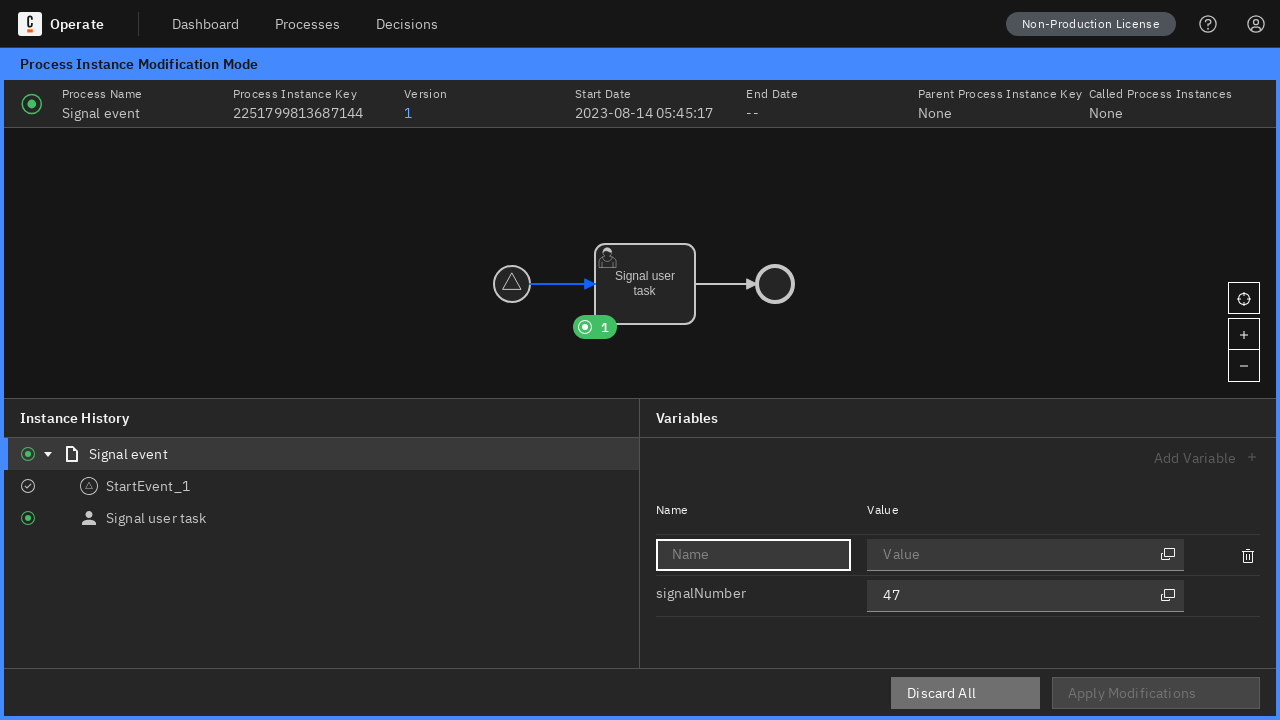 C Operate Dashboard Processes Decisions Non-Production License
Process Instance Modification Mode
Process Name Process Instance Key Version Start Date End Date Parent Process Instance Key Called Process Instances
Signal event 2251799813687144 1 2023-08-14 05:45:17 -- None None
Signal user
task
1
Instance History
Signal event
StartEvent_1
Signal user task
Variables
Add Variable +
Name Value
Name Value
signalNumber 47
Discard All Apply Modifications